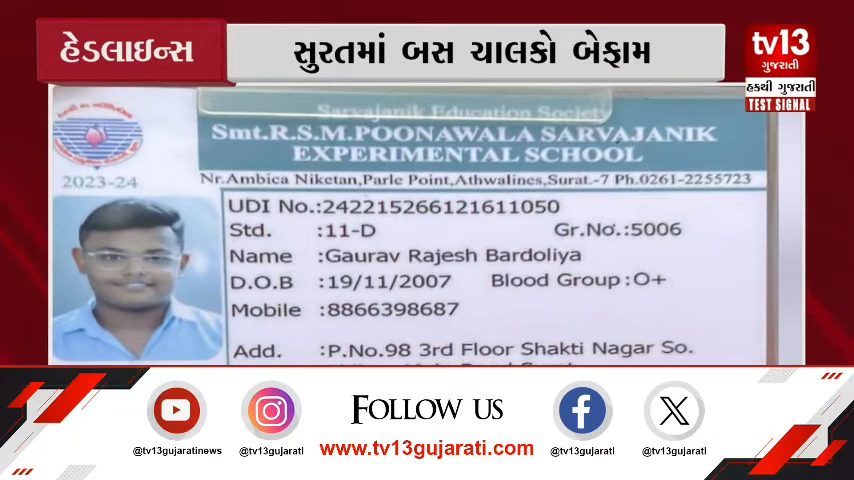 હેડલાઇન્સ
સુરતમાં બસ ચાલકો બેફામ
tv13
ગુજરાતી
હકથી ગુજરાતી
TEST SIGNAL
Sarvajanik Education Society
Smt.R.S.M.POONAWALA SARVAJANIK
EXPERIMENTAL SCHOOL
2023-24
Nr.Ambica Niketan,Parle Point,Athwalines,Surat.-7 Ph.0261-2255723
UDI No.:242215266121611050
Std. :11-D Gr.No.:5006
Name :Gaurav Rajesh Bardoliya
D.O.B :19/11/2007 Blood Group:O+
Mobile :8866398687
Add. :P.No.98 3rd Floor Shakti Nagar So.
FOLLOW US
www.tv13gujarati.com
@tv13gujaratinews
@tv13gujarati
@tv13gujarati
@tv13gujarati